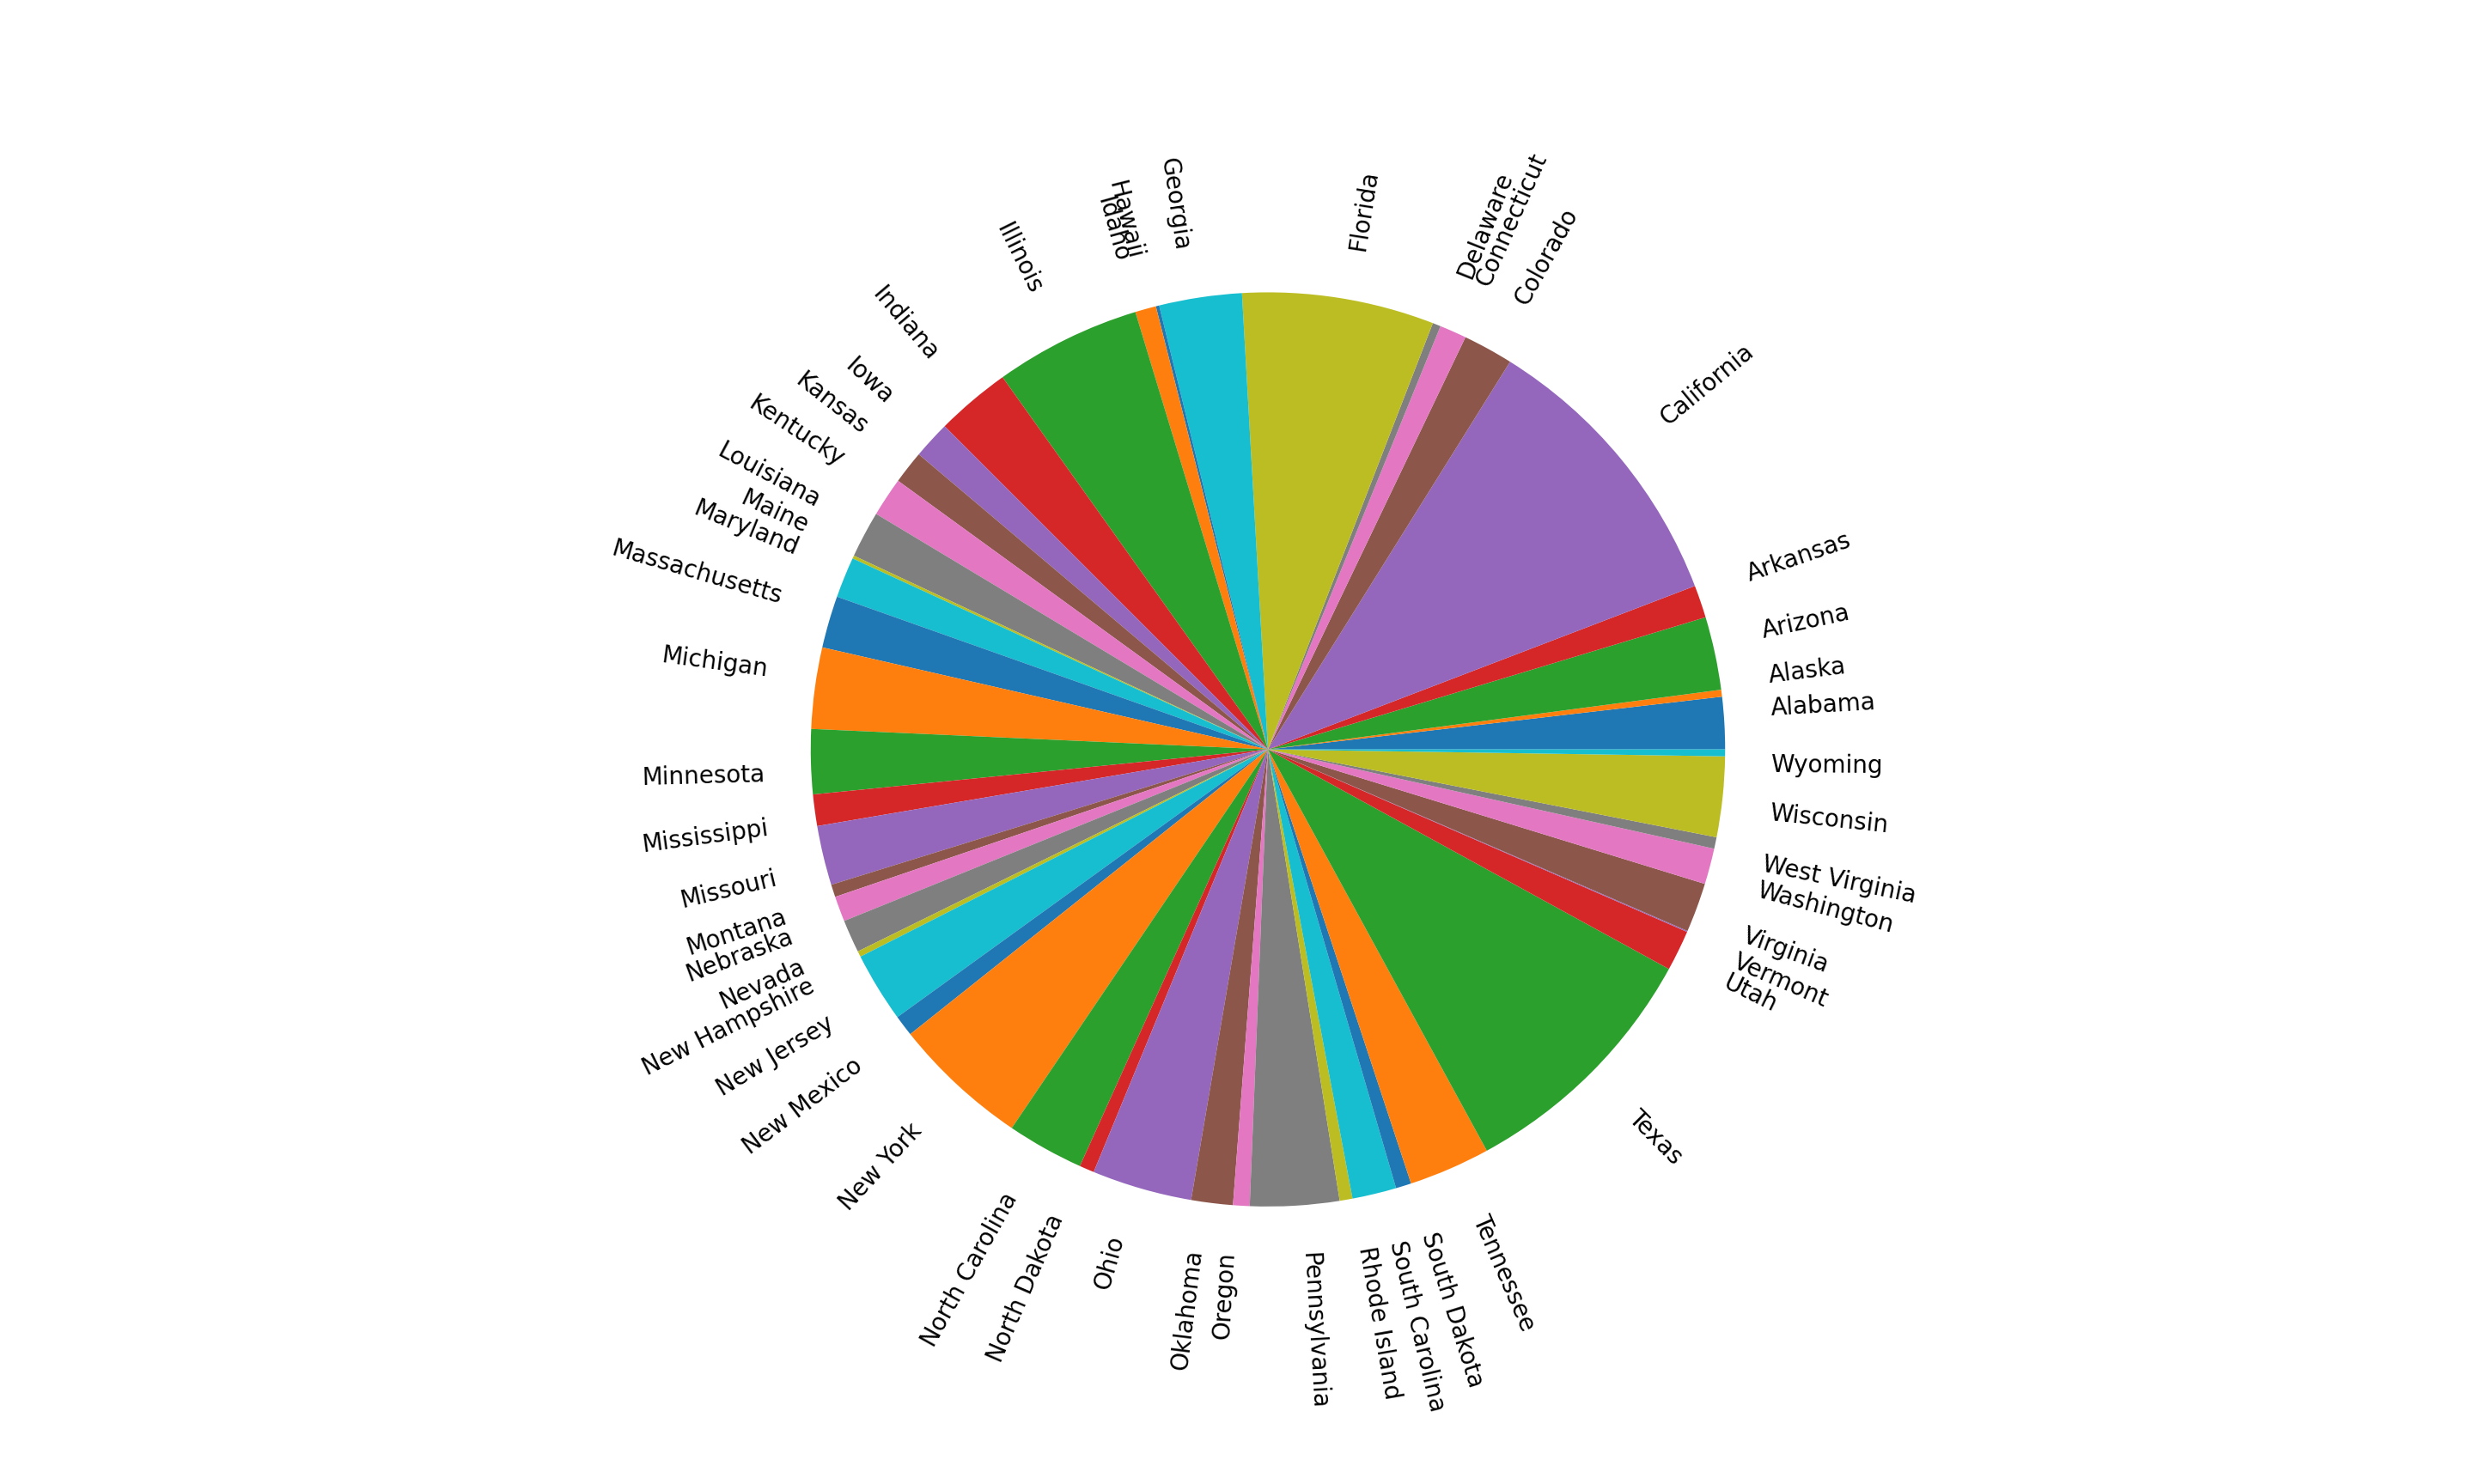 Georgia
Hawaii
Idaho
Florida
Delaware
Connecticut
Colorado
Illinois
Indiana
California
Iowa
Kansas
Kentucky
Louisiana
Maine
Maryland
Arkansas
Massachusetts
Arizona
Michigan
Alaska
Alabama
Minnesota
Wyoming
Mississippi
Wisconsin
Missouri
West Virginia
Washington
Montana
Nebraska
Virginia
Nevada
Vermont
New Hampshire
Utah
New Jersey
New Mexico
New York
Texas
North Carolina
North Dakota
Ohio
Oklahoma
Oregon
Pennsylvania
Rhode Island
South Carolina
South Dakota
Tennessee